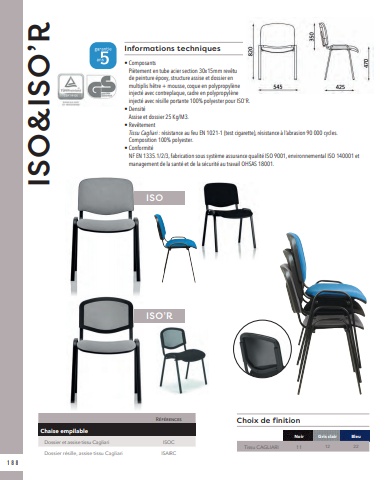 ISO&ISO'R
garantie
5
Informations techniques
• Composants
Piètement en tube acier section 30x15mm revêtu
de peinture époxy, structure assise et dossier en
multiplis hêtre + mousse, coque en polypropylène
injecté avec contreplaque, cadre en polypropylène
injecté avec résille portante 100% polyester pour ISO'R.
• Densité
Assise et dossier 25 Kg/M3.
• Revêtement
Tissu Cagliari : résistance au feu EN 1021-1 (test cigarette), résistance à l'abrasion 90 000 cycles.
Composition 100% polyester.
• Conformité
NF EN 1335.1/2/3, fabrication sous système assurance qualité ISO 9001, environnemental ISO 140001 et
management de la santé et de la sécurité au travail OHSAS 18001.
820
545
350
470
425
GS
ISO
ISO'R
RÉFÉRENCES
Chaise empilable
Dossier et assise tissu Cagliari ISOC
Dossier résille, assise tissu Cagliari
Choix de finition
Noir Gris clair Bleu
Tissu CAGLIARI
188